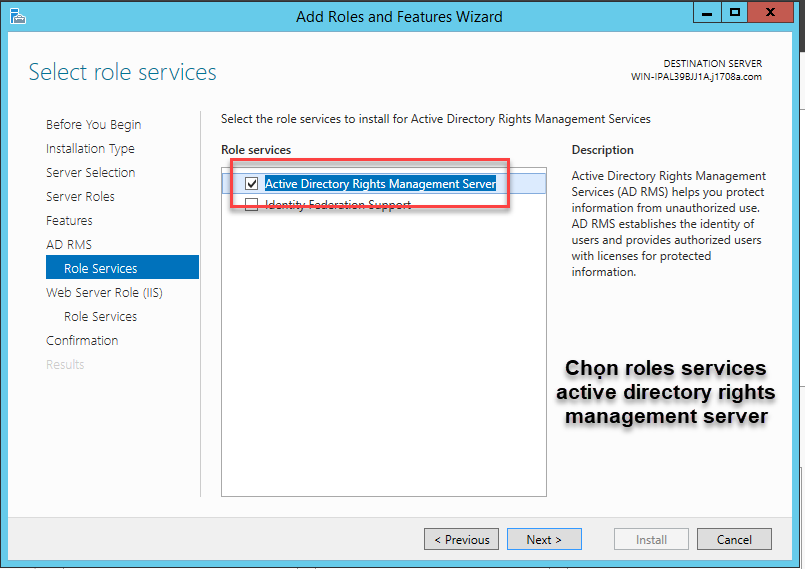 Add Roles and Features Wizard
Select role services
DESTINATION SERVER
WIN-IPAL39BJJ1A.j1708a.com
Before You Begin
Installation Type
Server Selection
Server Roles
Features
AD RMS
Role Services
Web Server Role (IIS)
Role Services
Confirmation
Results
Select the role services to install for Active Directory Rights Management Services
Role services
Active Directory Rights Management Server
Identity Federation Support
Description
Active Directory Rights Management
Services (AD RMS) helps you protect
information from unauthorized use.
AD RMS establishes the identity of
users and provides authorized users
with licenses for protected
information.
Chọn roles services
active directory rights
management server
< Previous
Next >
Install
Cancel